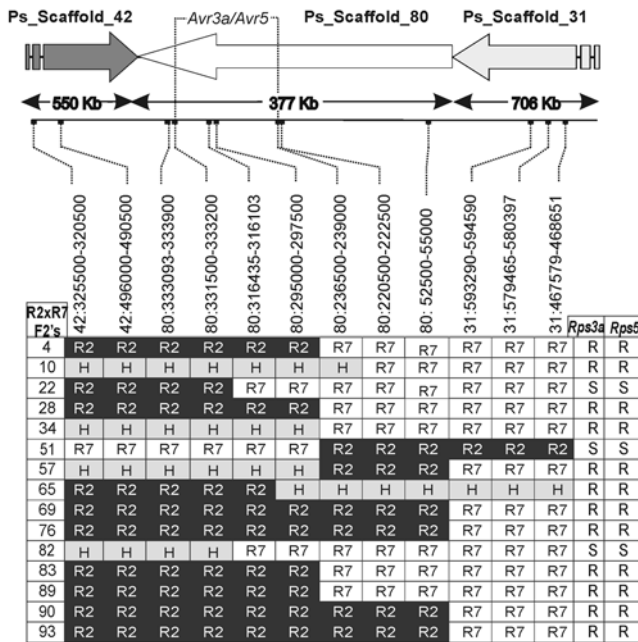 Ps_Scaffold_42 Avr3a/Avr5 Ps_Scaffold_80 Ps_Scaffold_31
550 Kb 377 Kb 706 Kb
42:325500-320500
42:496000-490500
80:333093-333900
80:331500-333200
80:316435-316103
80:295000-297500
80:236500-239000
80:220500-222500
80: 52500-55000
31:593290-594590
31:579465-580397
31:467579-468651
R2xR7
F2's Rps3a Rps5
4 R2 R2 R2 R2 R2 R2 R7 R7 R7 R7 R7 R7 R R
10 H H H H H H H R7 R7 R7 R7 R7 R R
22 R2 R2 R2 R2 R7 R7 R7 R7 R7 R7 R7 R7 S S
28 R2 R2 R2 R2 R2 R2 R7 R7 R7 R7 R7 R7 R R
34 H H H H H H R7 R7 R7 R7 R7 R7 R R
51 R7 R7 R7 R7 R7 R7 R2 R2 R2 R2 R2 R2 S S
57 H H H H H H R2 R2 R2 R7 R7 R7 R R
65 R2 R2 R2 R2 R2 H H H H H H H R R
69 R2 R2 R2 R2 R2 R2 R2 R2 R2 R7 R7 R7 R R
76 R2 R2 R2 R2 R2 R2 R2 R2 R2 R7 R7 R7 R R
82 H H H H R7 R7 R7 R7 R7 R7 R7 R7 S S
83 R2 R2 R2 R2 R2 R2 R7 R7 R7 R7 R7 R7 R R
89 R2 R2 R2 R2 R2 R2 R7 R7 R7 R7 R7 R7 R R
90 R2 R2 R2 R2 R2 R2 R2 R2 R2 R7 R7 R7 R R
93 R2 R2 R2 R2 R2 R2 R2 R2 R2 R7 R7 R7 R R